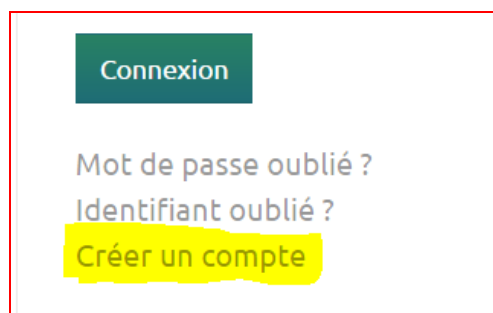 Connexion
Mot de passe oublié ?
Identifiant oublié ?
Créer un compte